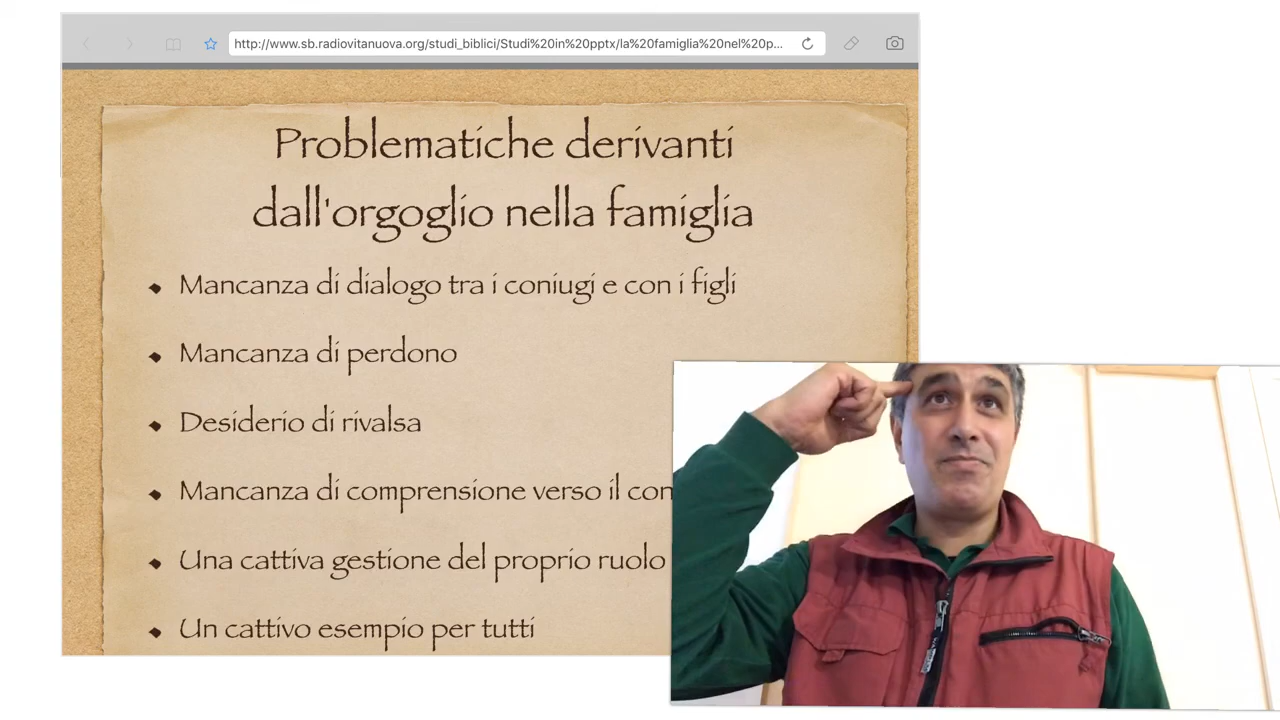 http://www.sb.radiovitanuova.org/studi_biblici/Studi%20in%20pptx/la%20famiglia%20nel%20p...
Problematiche derivanti
dall'orgoglio nella famiglia
Mancanza di dialogo tra i coniugi e con i figli
Mancanza di perdono
Desiderio di rivalsa
Mancanza di comprensione verso il con
Una cattiva gestione del proprio ruolo
Un cattivo esempio per tutti